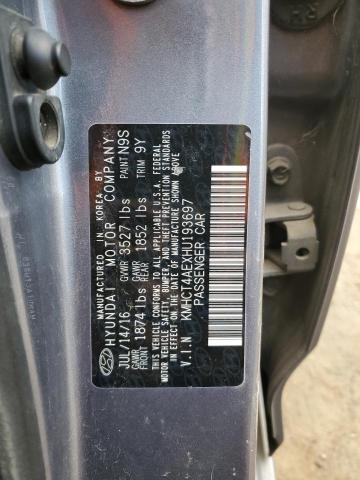 MANUFACTURED IN KOREA BY
HYUNDAI MOTOR COMPANY
JUL/14/16 GVWR 3527 lbs PAINT N9S
GAWR FRONT 1874 lbs GAWR REAR 1852 lbs TRIM 9Y
THIS VEHICLE CONFORMS TO ALL APPLICABLE U.S.A. FEDERAL
MOTOR VEHICLE SAFETY, BUMPER, AND THEFT PREVENTION STANDARDS
IN EFFECT ON THE DATE OF MANUFACTURE SHOWN ABOVE
V.I.N KMHCT4AEXHU193697
PASSENGER CAR
RH